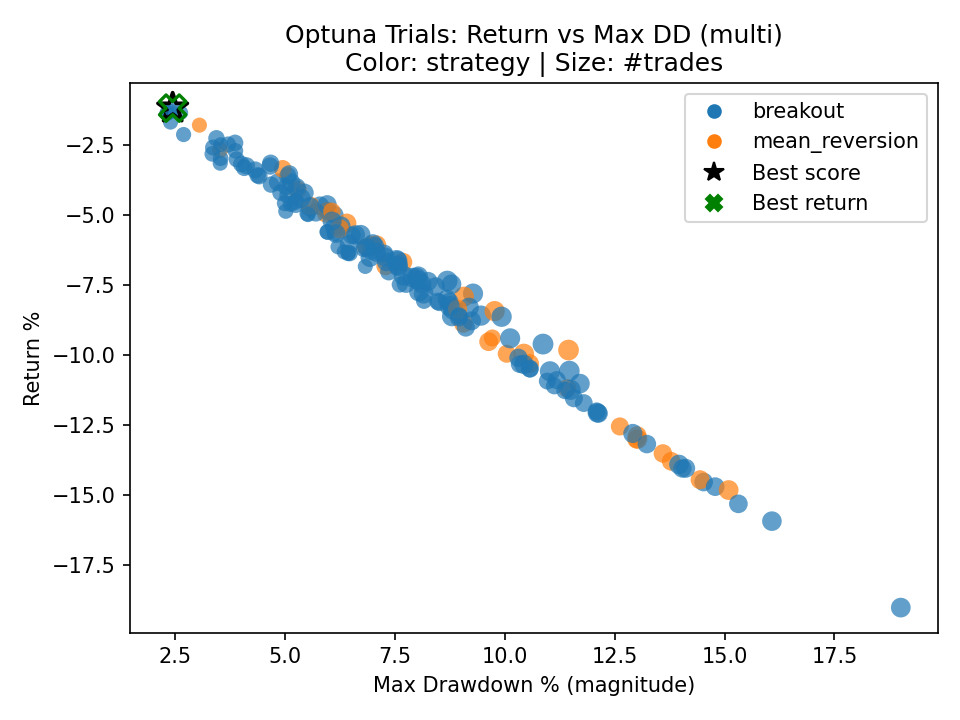 Optuna Trials: Return vs Max DD (multi)
Color: strategy | Size: #trades
breakout
mean_reversion
Best score
Best return
Return %
−2.5
−5.0
−7.5
−10.0
−12.5
−15.0
−17.5
2.5 5.0 7.5 10.0 12.5 15.0 17.5
Max Drawdown % (magnitude)